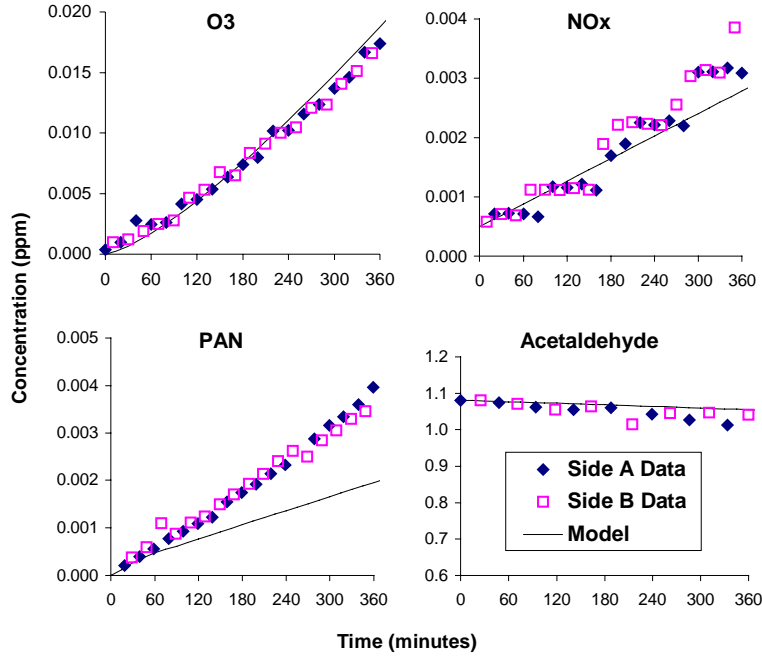 O3
NOx
0.020
0.015
0.010
0.005
0.000
0 60 120 180 240 300 360
0.004
0.003
0.002
0.001
0.000
0 60 120 180 240 300 360
Concentration (ppm)
PAN
Acetaldehyde
0.005
0.004
0.003
0.002
0.001
0.000
0 60 120 180 240 300 360
1.2
1.1
1.0
0.9
0.8
0.7
0.6
0 60 120 180 240 300 360
Side A Data
Side B Data
Model
Time (minutes)